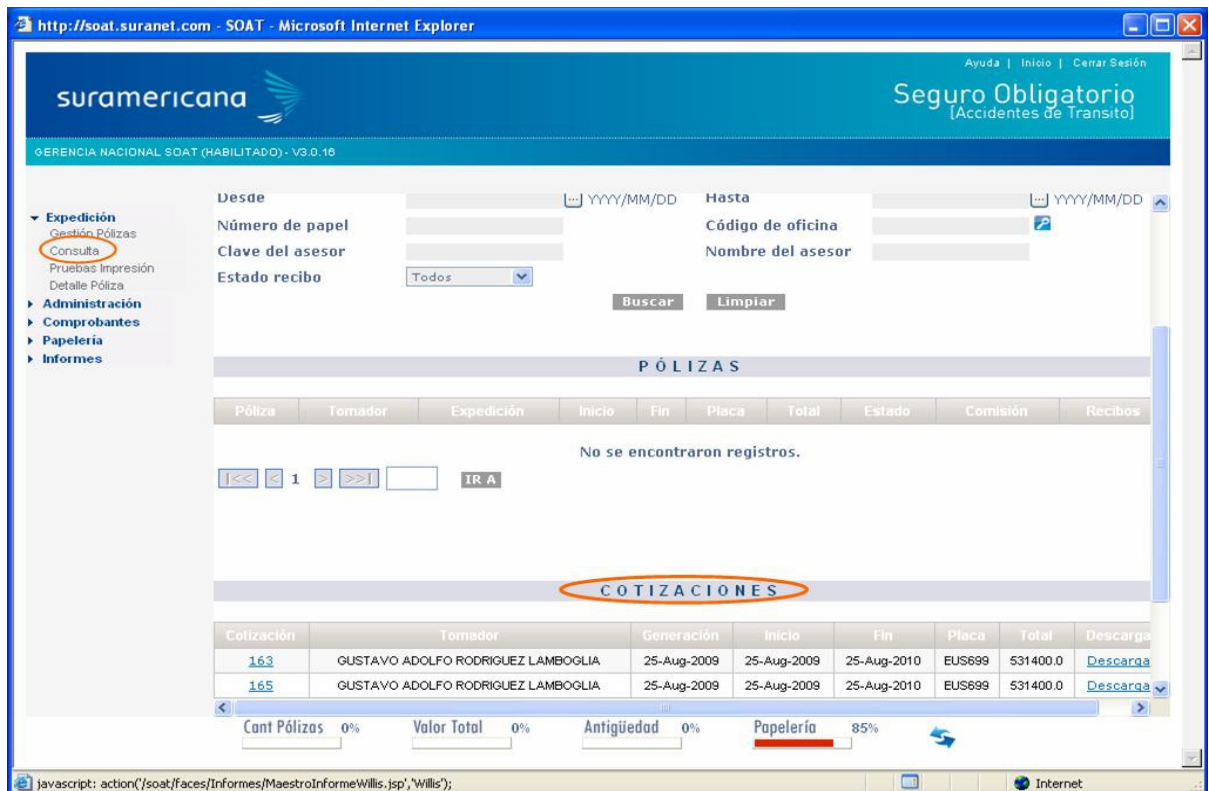 http://soat.suranet.com - SOAT - Microsoft Internet Explorer
Ayuda | Inicio | Cerrar Sesión
suramericana
Seguro Obligatorio
[Accidentes de Transito]
GERENCIA NACIONAL SOAT (HABILITADO) - V3.0.16
Expedición
Gestión Pólizas
Consulta
Pruebas Impresión
Detalle Póliza
Administración
Comprobantes
Papelería
Informes
Desde ... YYYY/MM/DD Hasta ... YYYY/MM/DD
Número de papel Código de oficina
Clave del asesor Nombre del asesor
Estado recibo Todos
Buscar Limpiar
PÓLIZAS
Póliza Tomador Expedición Inicio Fin Placa Total Estado Comisión Recibos
No se encontraron registros.
|<< < 1 > >>| IR A
COTIZACIONES
Cotización Tomador Generación Inicio Fin Placa Total Descarga
163 GUSTAVO ADOLFO RODRIGUEZ LAMBOGLIA 25-Aug-2009 25-Aug-2009 25-Aug-2010 EUS699 531400.0 Descarga
165 GUSTAVO ADOLFO RODRIGUEZ LAMBOGLIA 25-Aug-2009 25-Aug-2009 25-Aug-2010 EUS699 531400.0 Descarga
Cant Pólizas 0% Valor Total 0% Antigüedad 0% Papelería 85%
javascript: action('/soat/faces/Informes/MaestroInformeWillis.jsp','Willis'); Internet